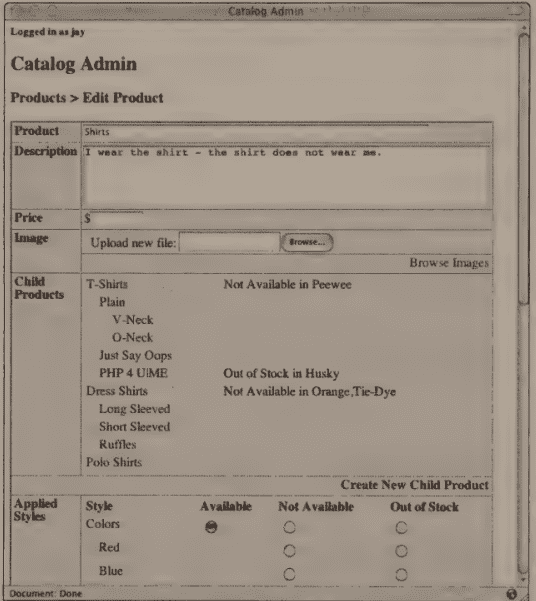 Catalog Admin
Logged in as jay
Catalog Admin
Products > Edit Product
Product Shirts
Description I wear the shirt - the shirt does not wear me.
Price $
Image Upload new file: Browse...
Browse Images
Child Products T-Shirts Not Available in Peewee
Plain
V-Neck
O-Neck
Just Say Oops
PHP 4 U|ME Out of Stock in Husky
Dress Shirts Not Available in Orange,Tie-Dye
Long Sleeved
Short Sleeved
Ruffles
Polo Shirts
Create New Child Product
Applied Styles Style Available Not Available Out of Stock
Colors
Red
Blue
Document: Done